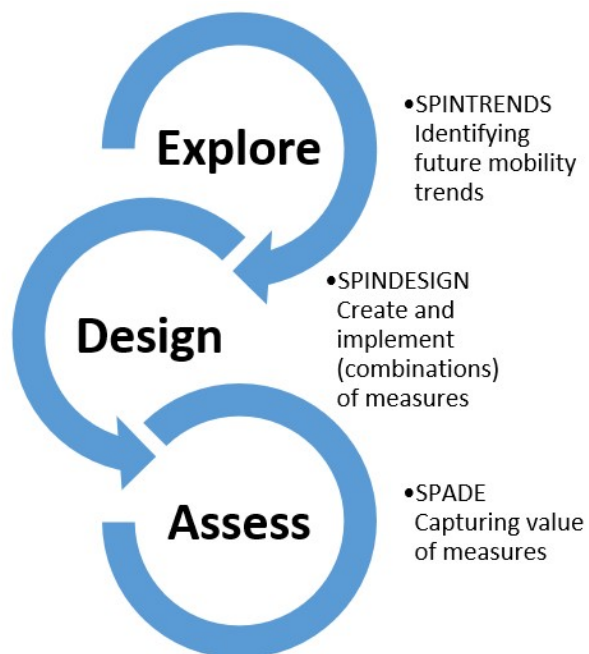 Explore
•SPINTRENDS
Identifying
future mobility
trends
Design
•SPINDESIGN
Create and
implement
(combinations)
of measures
Assess
•SPADE
Capturing value
of measures